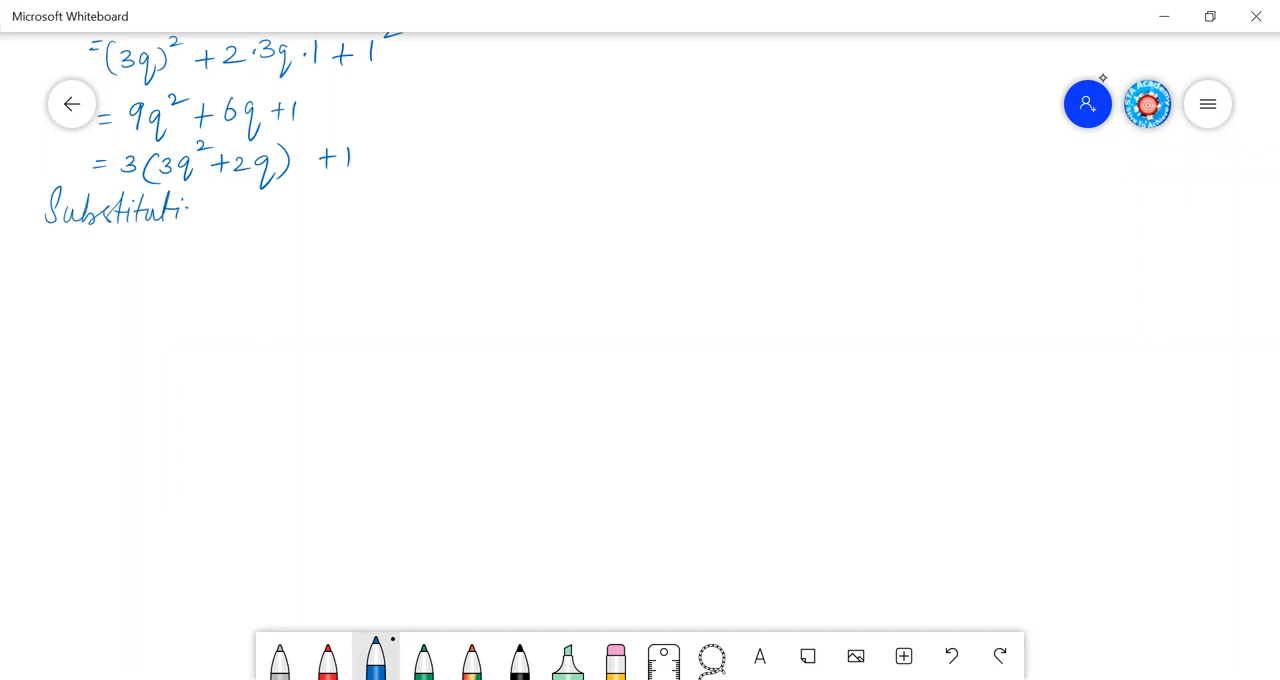 Microsoft Whiteboard
=(3q)² + 2·3q·1 + 1²
= 9q² + 6q + 1
= 3(3q² + 2q) + 1
Substituti